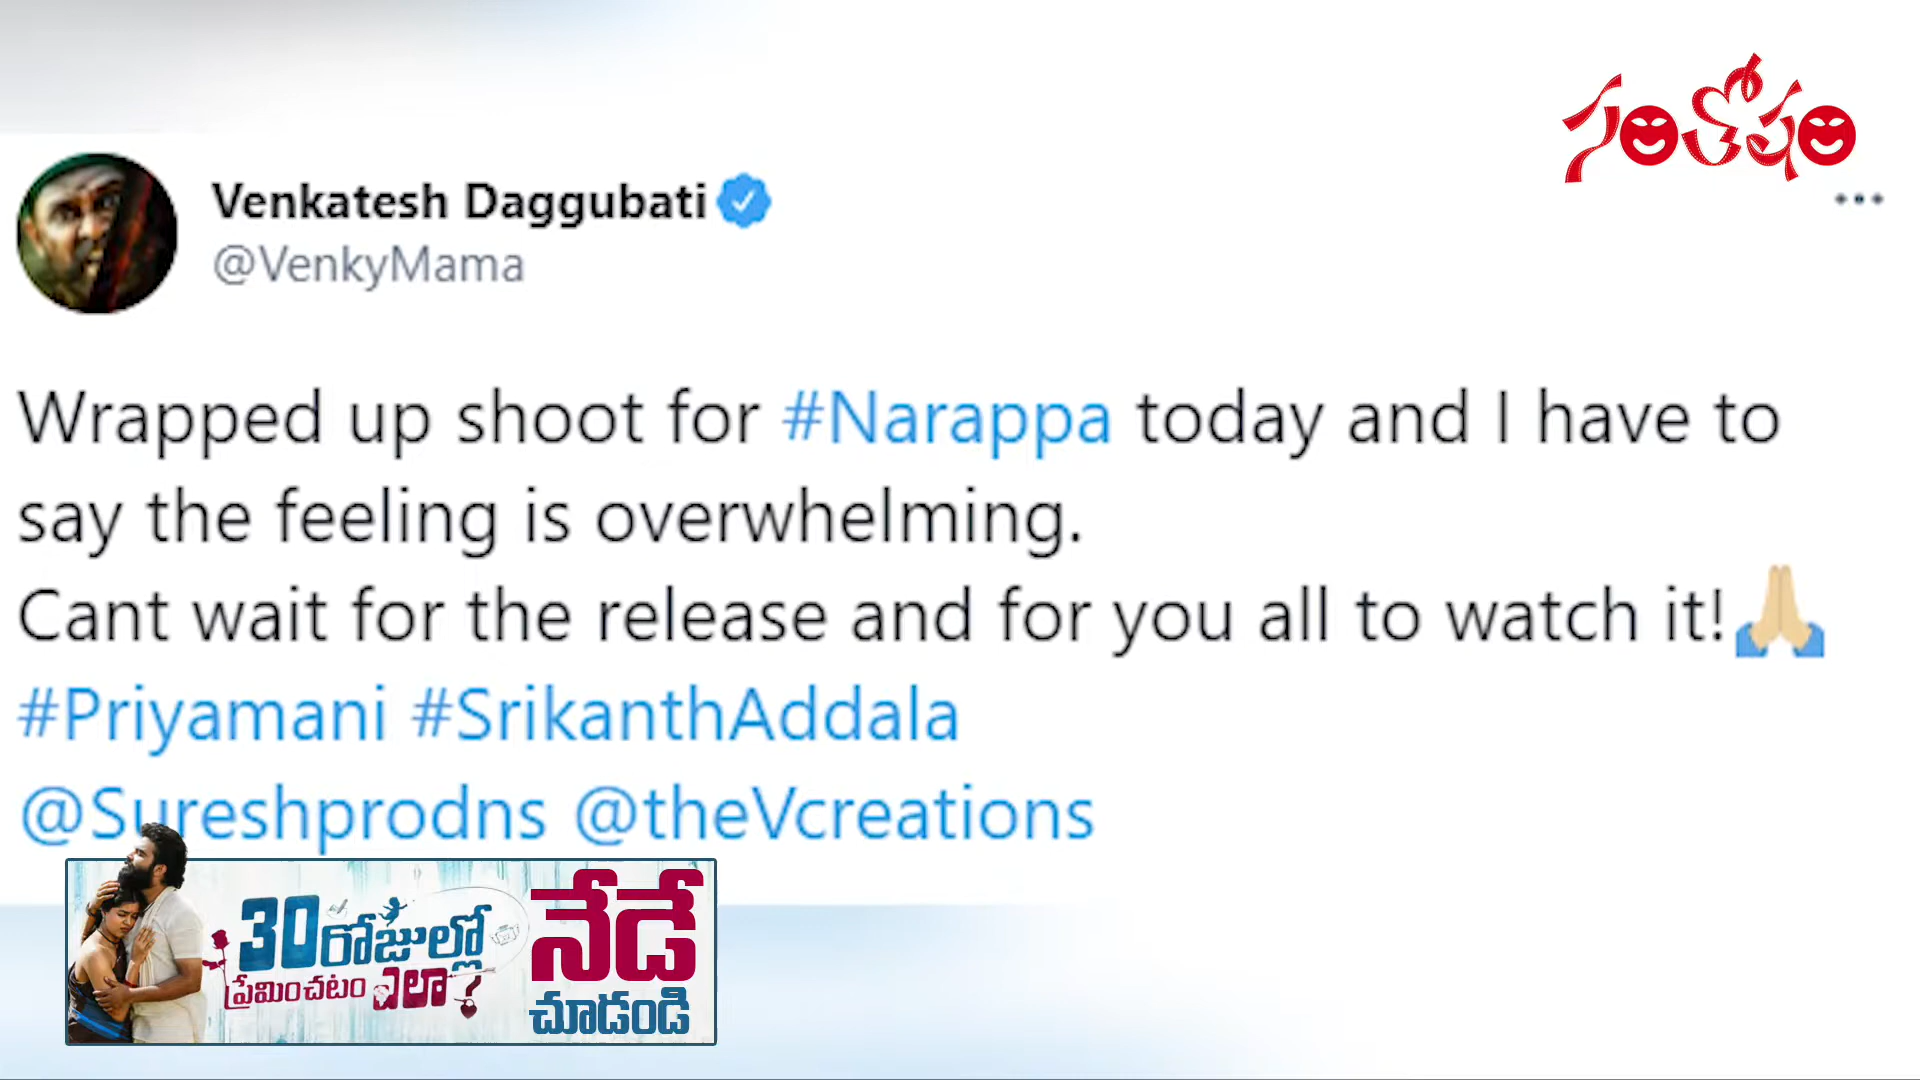 సంతోషం
Venkatesh Daggubati
@VenkyMama
Wrapped up shoot for #Narappa today and I have to
say the feeling is overwhelming.
Cant wait for the release and for you all to watch it!🙏🏼
#Priyamani #SrikanthAddala
@Sureshprodns @theVcreations
30 రోజుల్లో
ప్రేమించటం ఎలా ?
నేడే
చూడండి